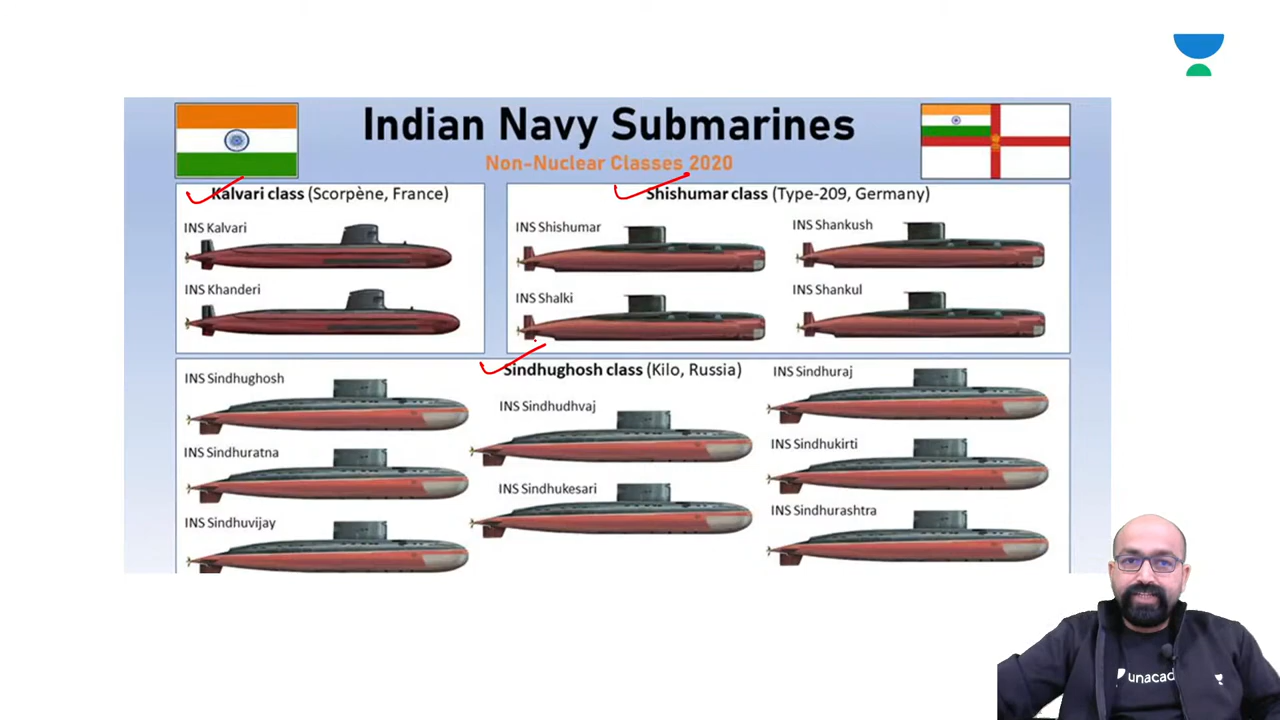 Indian Navy Submarines
Non-Nuclear Classes 2020
Kalvari class (Scorpène, France)
INS Kalvari
INS Khanderi
Shishumar class (Type-209, Germany)
INS Shishumar
INS Shankush
INS Shalki
INS Shankul
Sindhughosh class (Kilo, Russia)
INS Sindhughosh
INS Sindhuratna
INS Sindhuvijay
INS Sindhudhvaj
INS Sindhukesari
INS Sindhuraj
INS Sindhukirti
INS Sindhurashtra
unacad